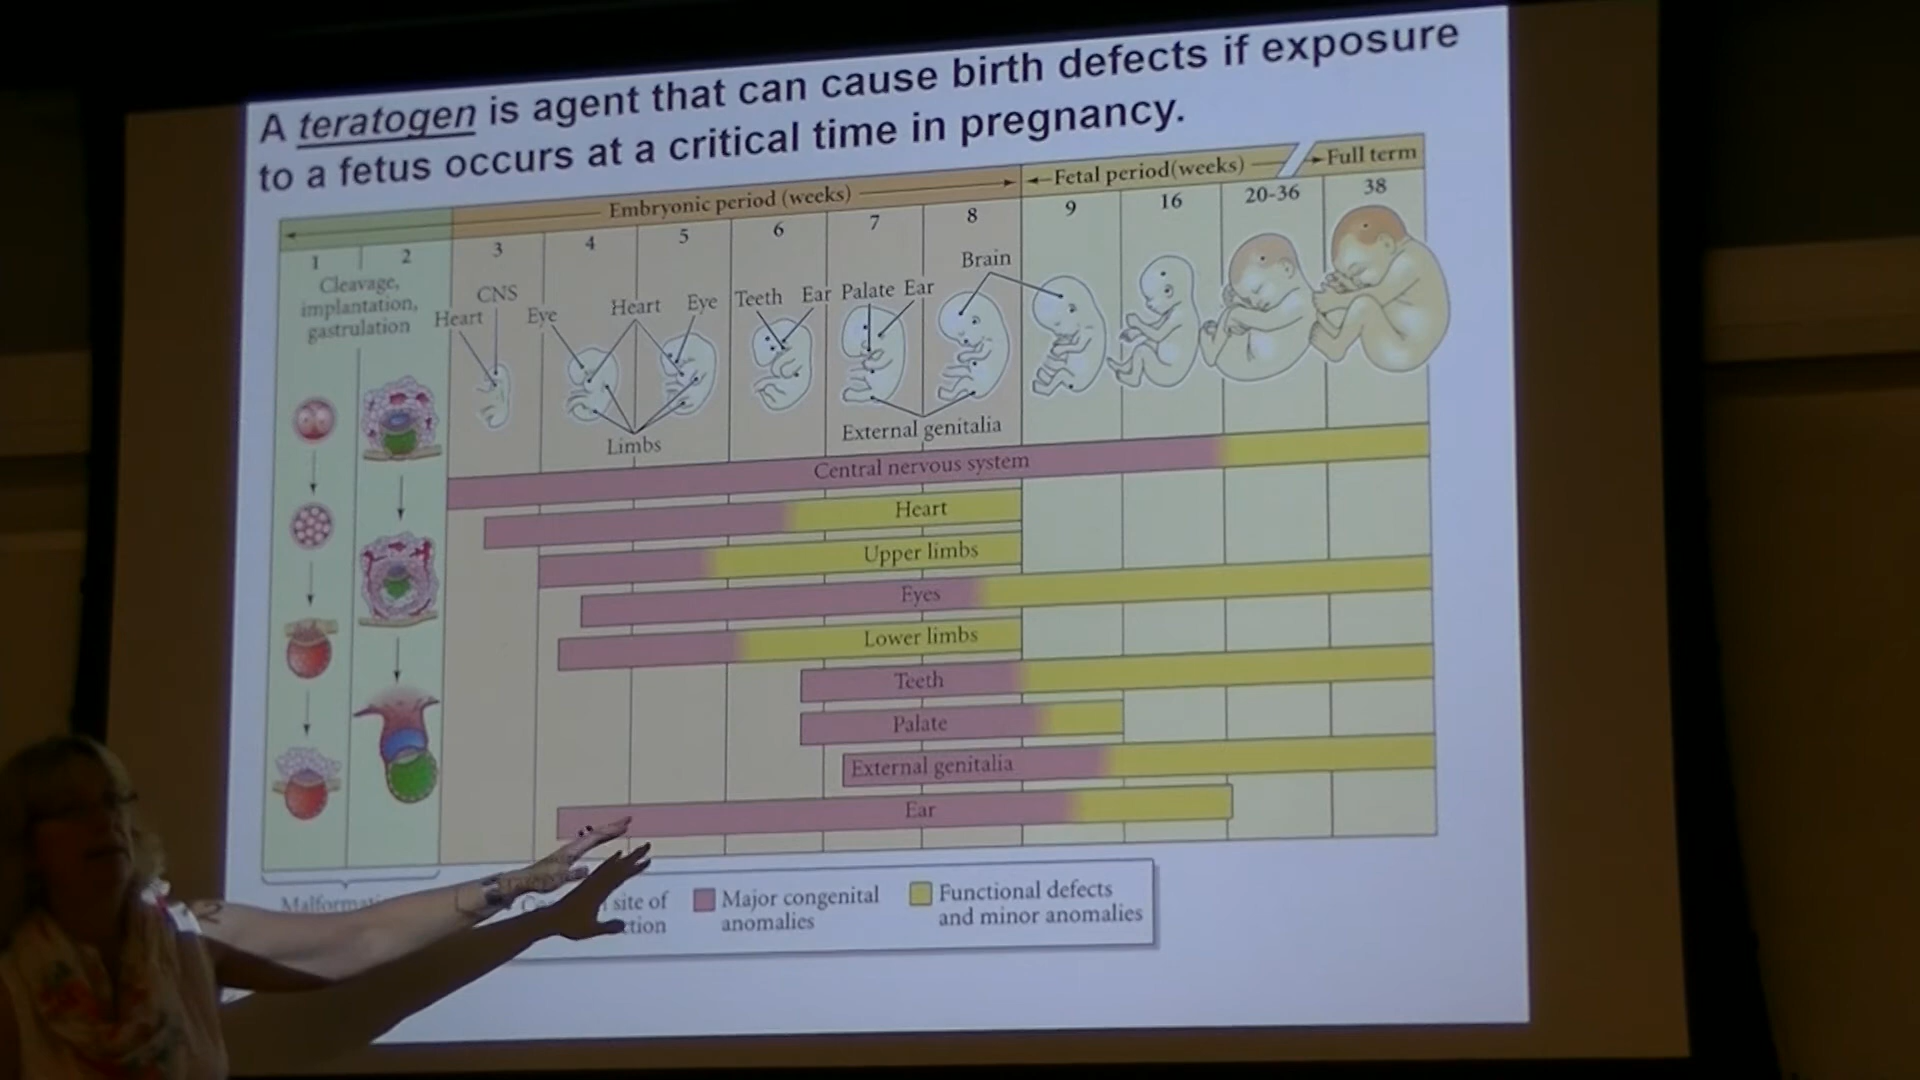 A teratogen is agent that can cause birth defects if exposure
to a fetus occurs at a critical time in pregnancy.
Embryonic period (weeks)
Fetal period(weeks)
Full term
1
2
3
4
5
6
7
8
9
16
20-36
38
Cleavage,
implantation,
gastrulation
Heart
CNS
Eye
Heart
Eye
Teeth
Ear
Palate
Ear
Brain
Limbs
External genitalia
Central nervous system
Heart
Upper limbs
Eyes
Lower limbs
Teeth
Palate
External genitalia
Ear
site of
Major congenital
anomalies
Functional defects
and minor anomalies